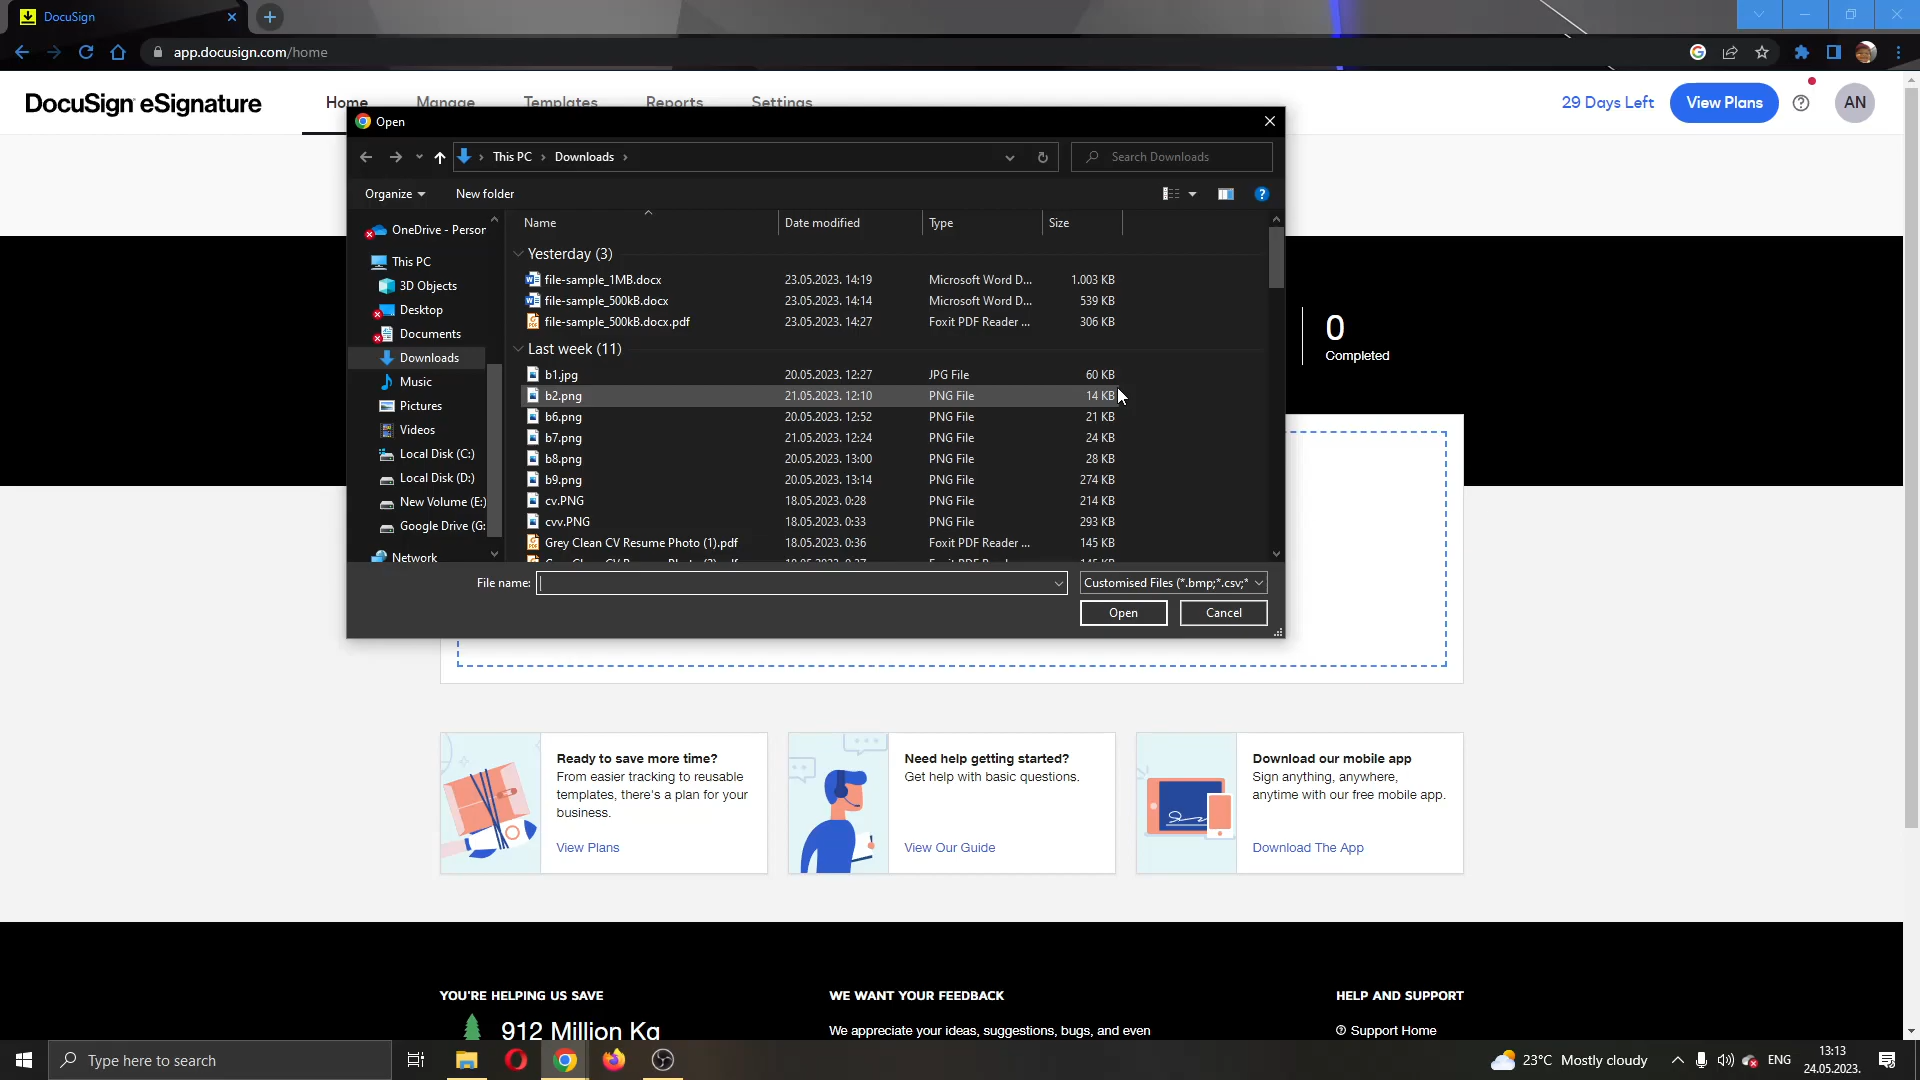 DocuSign
app.docusign.com/home
DocuSign eSignature
Home
Manage
Templates
Reports
Settings
29 Days Left
View Plans
AN
Open
This PC
Downloads
Search Downloads
Organize
New folder
Name
Date modified
Type
Size
OneDrive - Person
This PC
3D Objects
Desktop
Documents
Downloads
Music
Pictures
Videos
Local Disk (C:)
Local Disk (D:)
New Volume (E:)
Google Drive (G:
Network
Yesterday (3)
file-sample_1MB.docx 23.05.2023. 14:19 Microsoft Word D... 1.003 KB
file-sample_500kB.docx 23.05.2023. 14:14 Microsoft Word D... 539 KB
file-sample_500kB.docx.pdf 23.05.2023. 14:27 Foxit PDF Reader ... 306 KB
Last week (11)
b1.jpg 20.05.2023. 12:27 JPG File 60 KB
b2.png 21.05.2023. 12:10 PNG File 14 KB
b6.png 20.05.2023. 12:52 PNG File 21 KB
b7.png 21.05.2023. 12:24 PNG File 24 KB
b8.png 20.05.2023. 13:00 PNG File 28 KB
b9.png 20.05.2023. 13:14 PNG File 274 KB
cv.PNG 18.05.2023. 0:28 PNG File 214 KB
cvv.PNG 18.05.2023. 0:33 PNG File 293 KB
Grey Clean CV Resume Photo (1).pdf 18.05.2023. 0:36 Foxit PDF Reader ... 145 KB
File name:
Customised Files (*.bmp;*.csv;*
Open
Cancel
0
Completed
Ready to save more time?
From easier tracking to reusable
templates, there's a plan for your
business.
View Plans
Need help getting started?
Get help with basic questions.
View Our Guide
Download our mobile app
Sign anything, anywhere,
anytime with our free mobile app.
Download The App
YOU'RE HELPING US SAVE
912 Million Kg
WE WANT YOUR FEEDBACK
We appreciate your ideas, suggestions, bugs, and even
HELP AND SUPPORT
Support Home
Type here to search
23°C Mostly cloudy
ENG
13:13
24.05.2023.